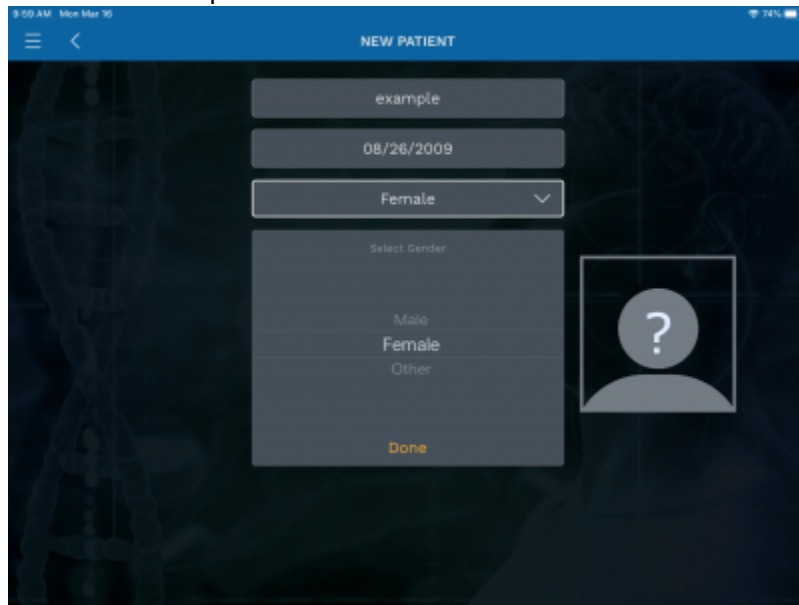 9:59 AM Mon Mar 16
74%
NEW PATIENT
example
08/26/2009
Female
Select Gender
Male
Female
Other
?
Done